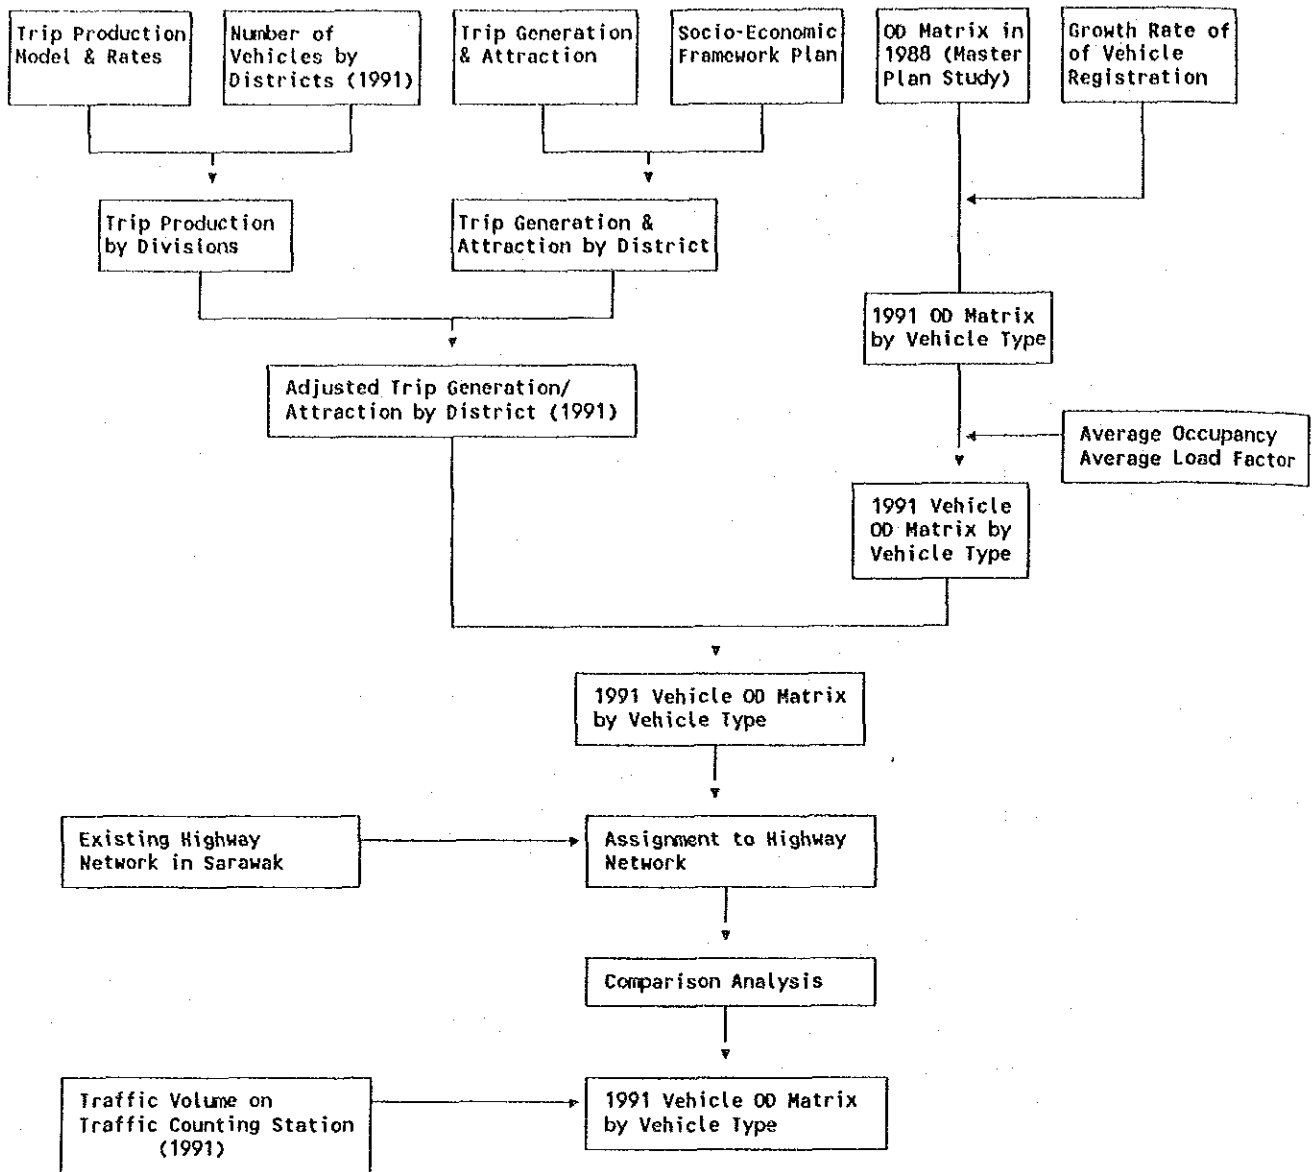 Trip Production
Model & Rates
Number of
Vehicles by
Districts (1991)
Trip Generation
& Attraction
Socio-Economic
Framework Plan
OD Matrix in
1988 (Master
Plan Study)
Growth Rate of
of Vehicle
Registration
Trip Production
by Divisions
Trip Generation &
Attraction by District
1991 OD Matrix
by Vehicle Type
Adjusted Trip Generation/
Attraction by District (1991)
Average Occupancy
Average Load Factor
1991 Vehicle
OD Matrix by
Vehicle Type
1991 Vehicle OD Matrix
by Vehicle Type
Existing Highway
Network in Sarawak
Assignment to Highway
Network
Comparison Analysis
Traffic Volume on
Traffic Counting Station
(1991)
1991 Vehicle OD Matrix
by Vehicle Type